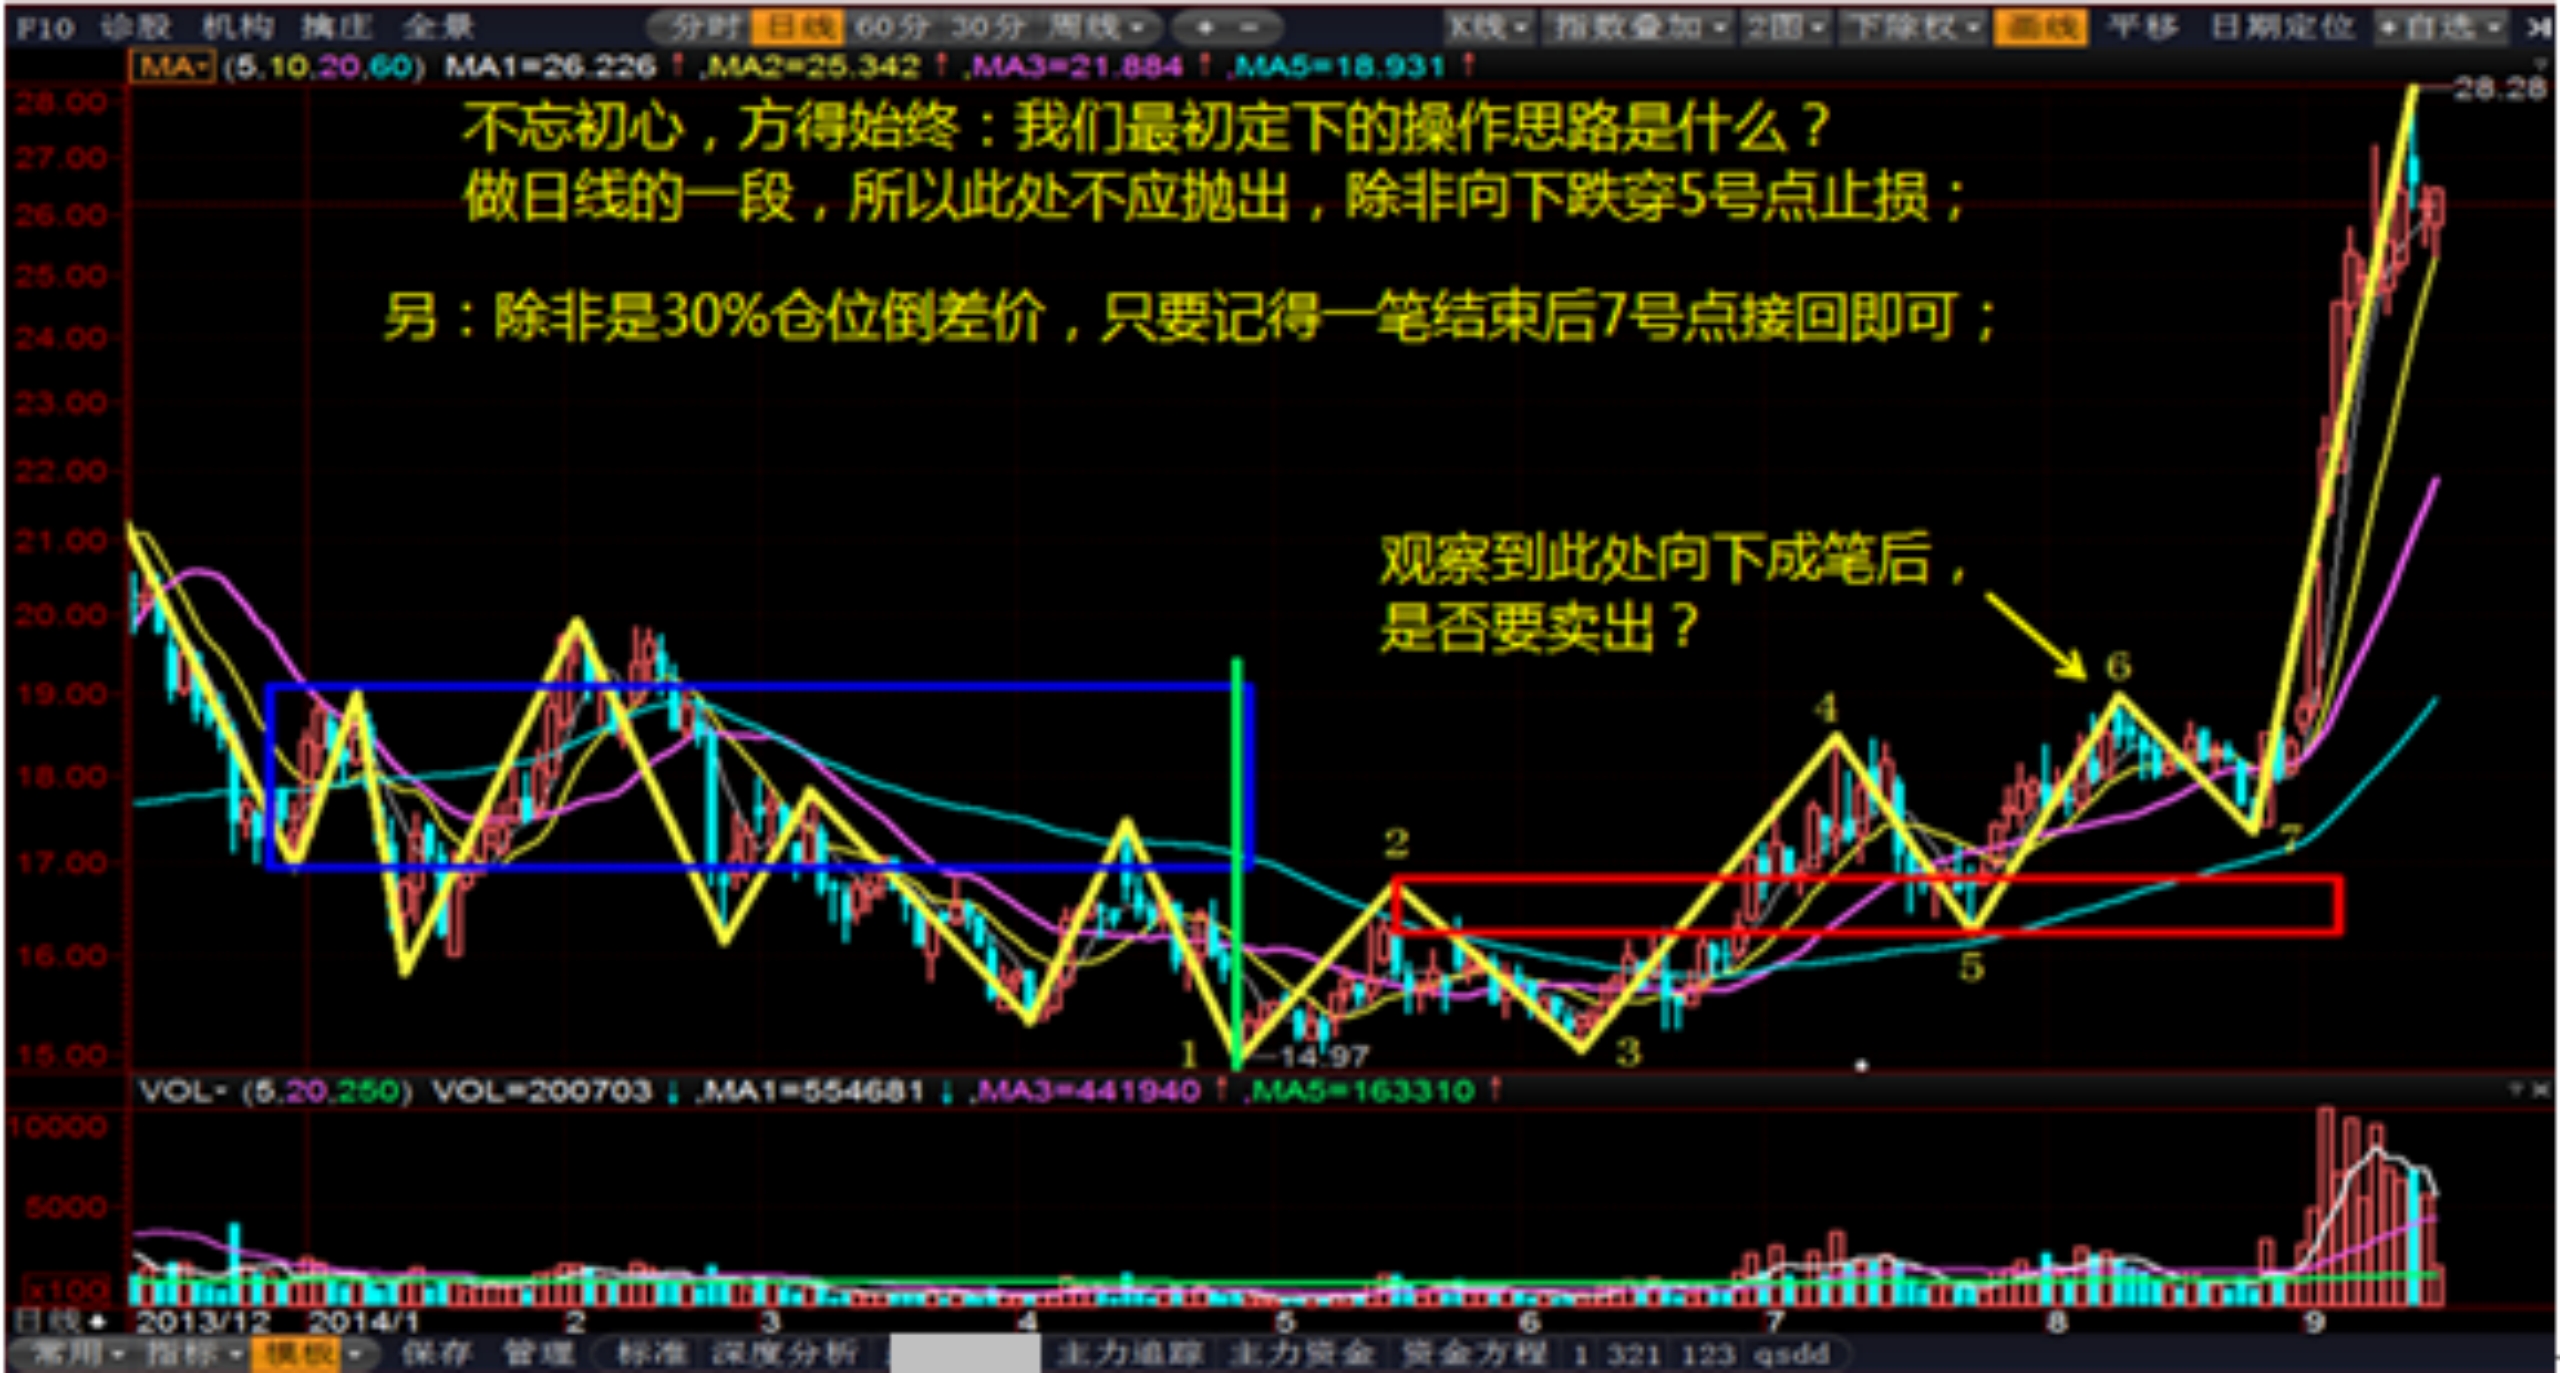 F10 诊股 机构 擒庄 全景 分时 日线 60分 30分 周线 + - K线 指数叠加 2图 下除权 画线 平移 日期定位 +自选
MA (5,10,20,60) MA1=26.226 ↑ ,MA2=25.342 ↑ ,MA3=21.884 ↑ ,MA5=18.931 ↑
28.28
28.00
不忘初心，方得始终：我们最初定下的操作思路是什么？
27.00
做日线的一段，所以此处不应抛出，除非向下跌穿5号点止损；
26.00
25.00
另：除非是30%仓位倒差价，只要记得一笔结束后7号点接回即可；
24.00
23.00
22.00
21.00
观察到此处向下成笔后，
是否要卖出？
20.00
19.00
18.00
17.00
16.00
15.00
1
2
3
4
5
6
7
14.97
VOL- (5,20,250) VOL=200703 ↓ ,MA1=554681 ↓ ,MA3=441940 ↑ ,MA5=163310 ↑
10000
5000
x100
日线 2013/12 2014/1 2 3 4 5 6 7 8 9
常用 指标 模板 保存 管理 标准 深度分析 主力追踪 主力资金 资金方程 1 321 123 qsdd